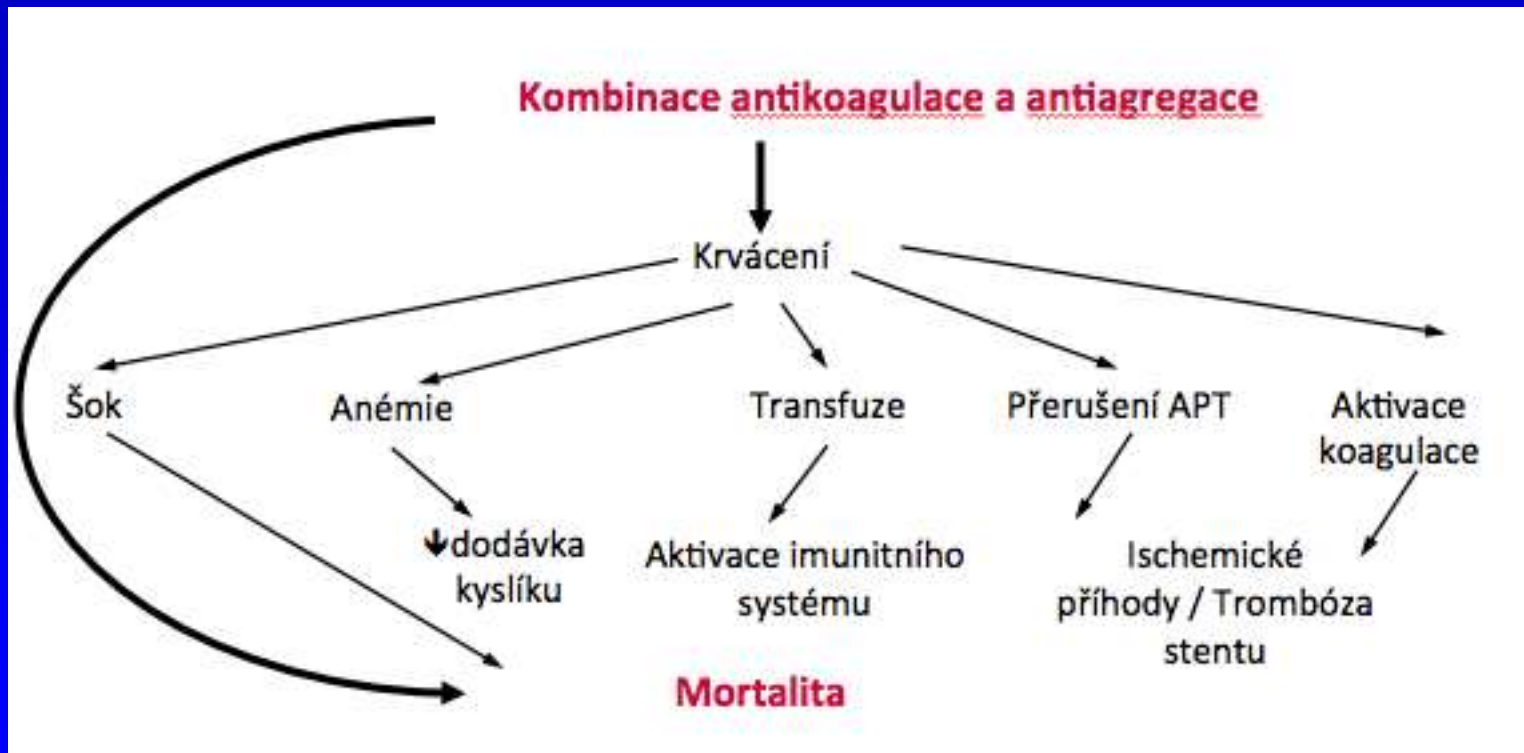 Kombinace antikoagulace a antiagregace
Krvácení
Šok
Anémie
Transfuze
Přerušení APT
Aktivace
koagulace
🡻dodávka
kyslíku
Aktivace imunitního
systému
Ischemické
příhody / Trombóza
stentu
Mortalita